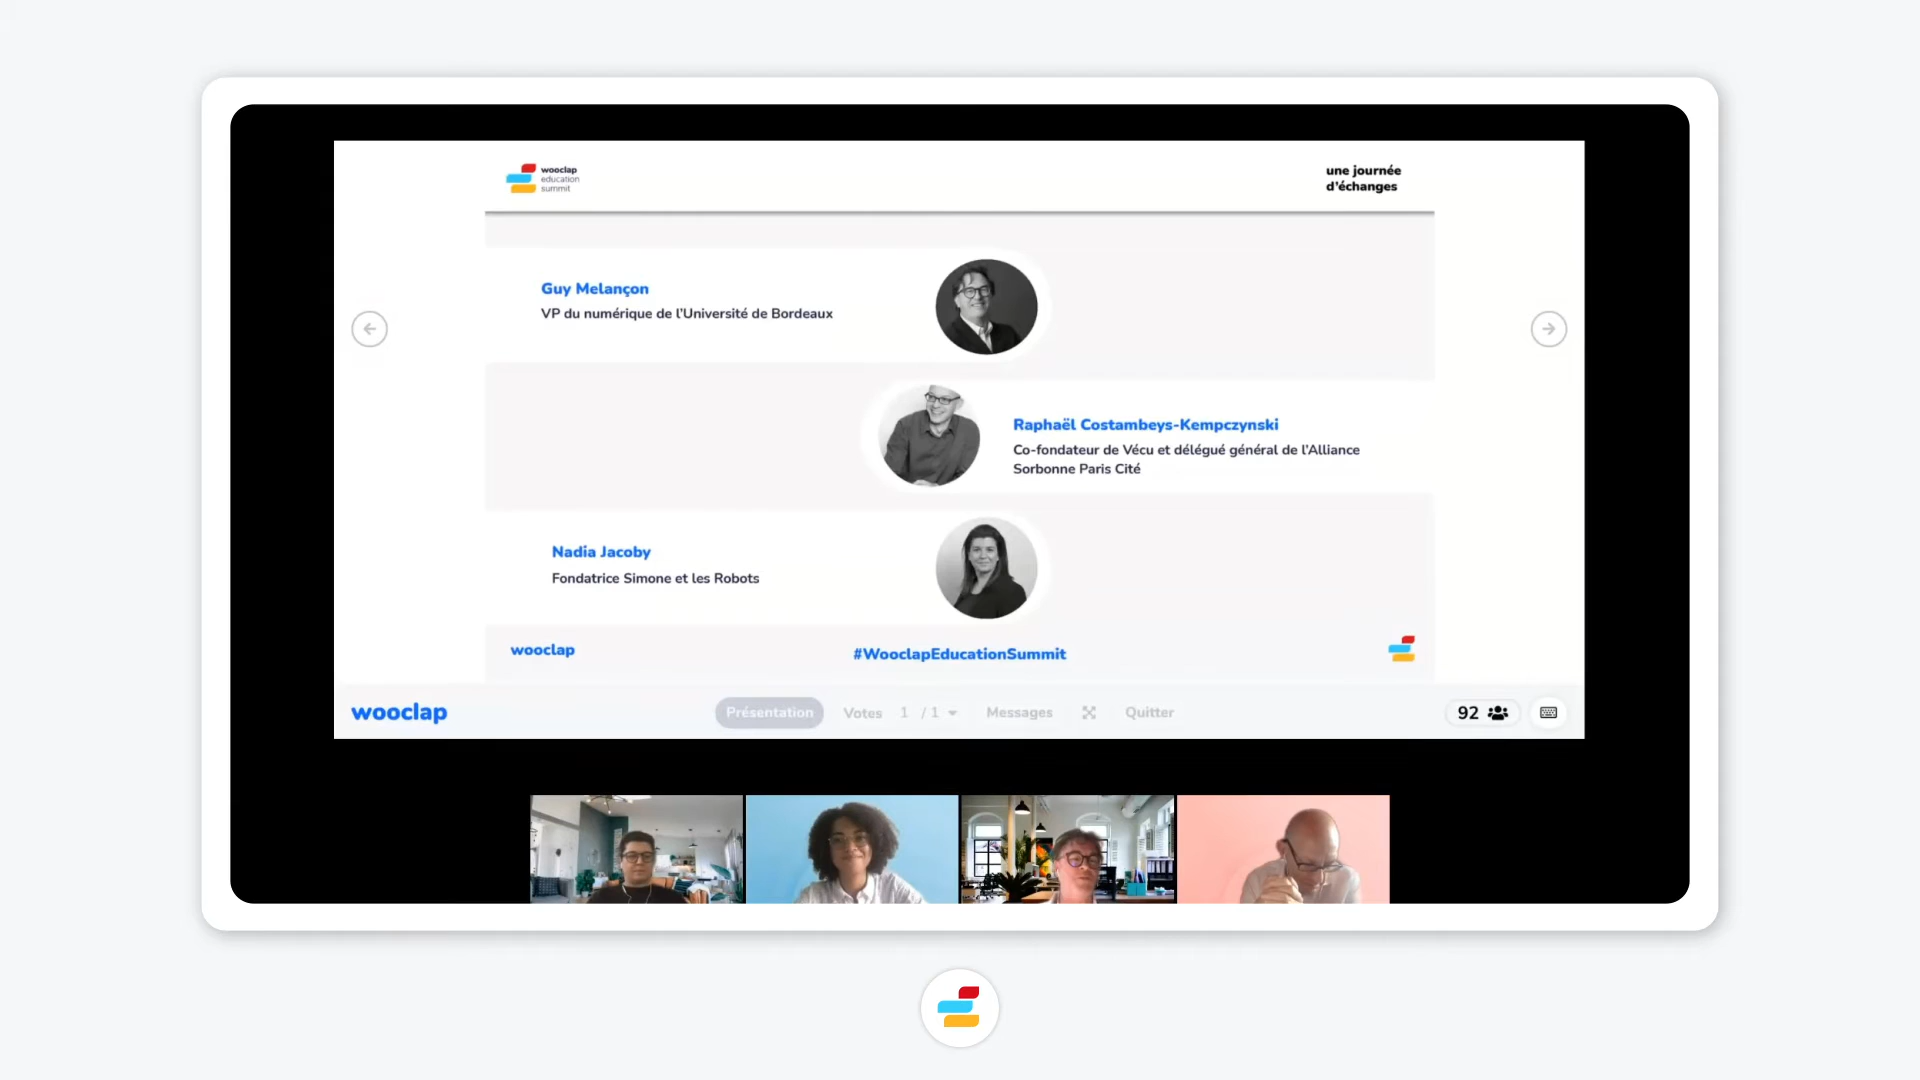 wooclap
education
summit
une journée
d'échanges
Guy Melançon
VP du numérique de l'Université de Bordeaux
Raphaël Costambeys-Kempczynski
Co-fondateur de Vécu et délégué général de l'Alliance
Sorbonne Paris Cité
Nadia Jacoby
Fondatrice Simone et les Robots
wooclap
#WooclapEducationSummit
wooclap
Présentation
Votes 1 / 1
Messages
Quitter
92